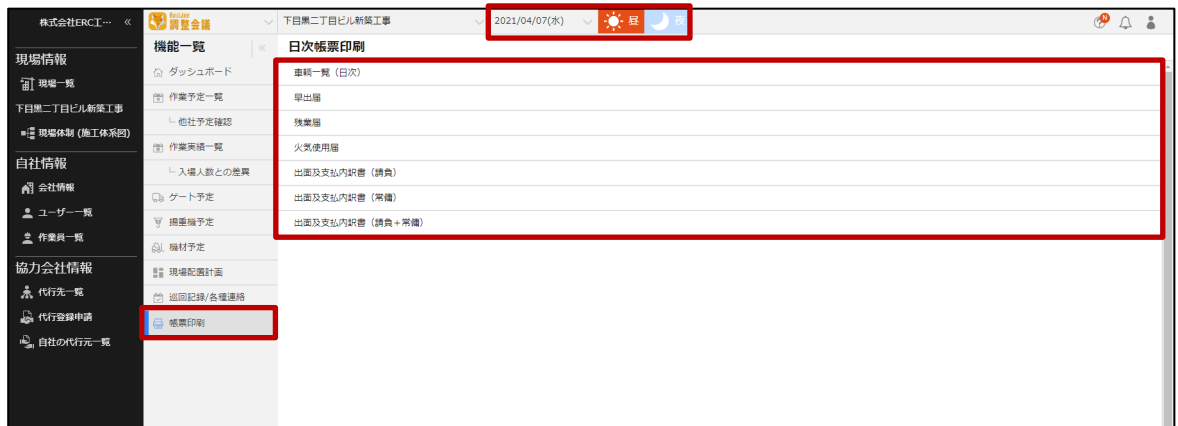 株式会社ERC工… «
現場情報
現場一覧
下目黒二丁目ビル新築工事
現場体制 (施工体系図)
自社情報
会社情報
ユーザー一覧
作業員一覧
協力会社情報
代行先一覧
代行登録申請
自社の代行元一覧
調整会議
下目黒二丁目ビル新築工事
2021/04/07(水)
昼
夜
N
機能一覧 «
ダッシュボード
作業予定一覧
他社予定確認
作業実績一覧
入場人数との差異
ゲート予定
揚重機予定
機材予定
現場配置計画
巡回記録/各種連絡
帳票印刷
日次帳票印刷
車輌一覧（日次）
早出届
残業届
火気使用届
出面及支払内訳書（請負）
出面及支払内訳書（常傭）
出面及支払内訳書（請負+常傭）